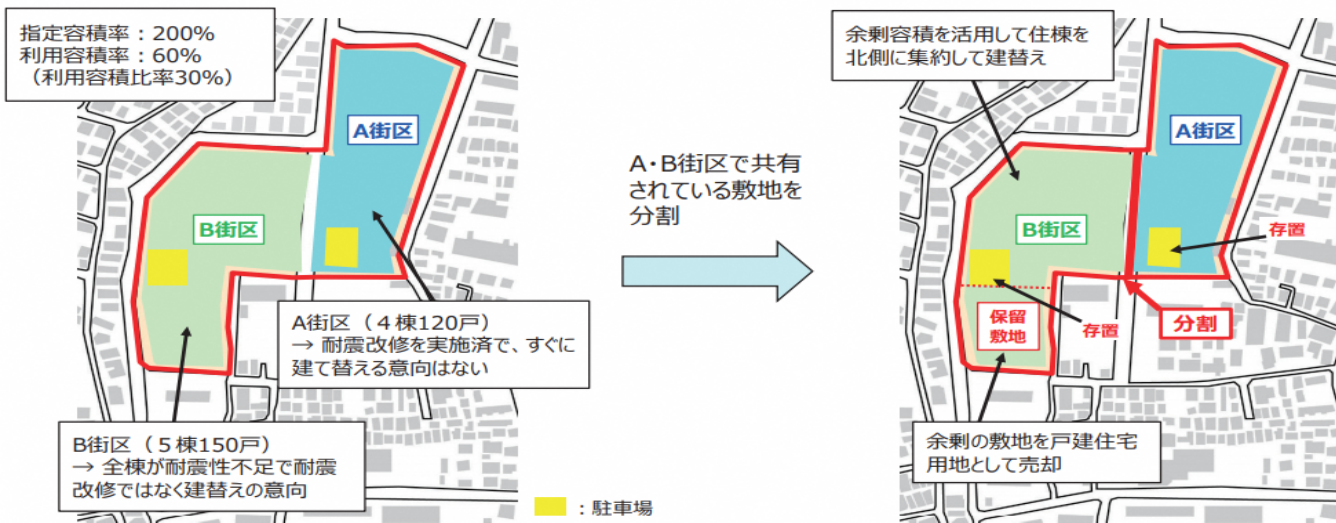 指定容積率：200%
利用容積率：60%
（利用容積比率30%）
A街区
B街区
A街区（４棟120戸）
→ 耐震改修を実施済で、すぐに
建て替える意向はない
B街区（５棟150戸）
→ 全棟が耐震性不足で耐震
改修ではなく建替えの意向
：駐車場
A・B街区で共有
されている敷地を
分割
余剰容積を活用して住棟を
北側に集約して建替え
A街区
B街区
存置
保留
敷地
存置
分割
余剰の敷地を戸建住宅
用地として売却